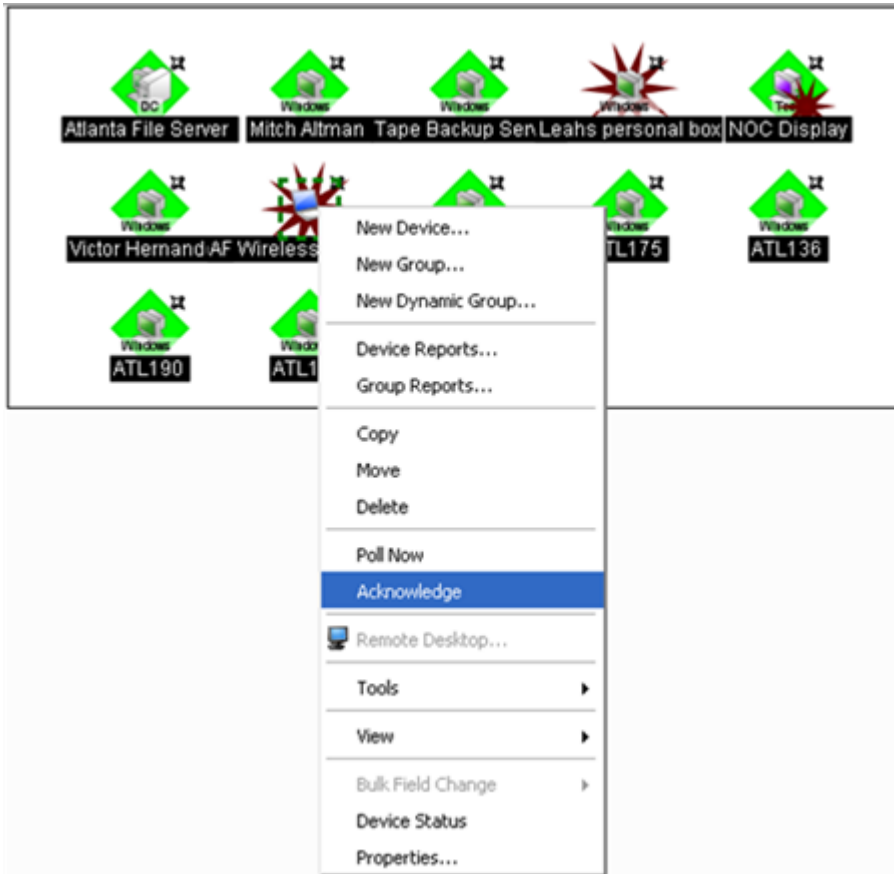 DC
Windows
Windows
Windows
Atlanta File Server
Mitch Altman
Tape Backup Ser
Leahs personal box
NOC Display
Windows
Windows
Windows
Victor Hernand
AF Wireless
TL175
ATL136
Windows
ATL190
ATL1
New Device...
New Group...
New Dynamic Group...
Device Reports...
Group Reports...
Copy
Move
Delete
Poll Now
Acknowledge
Remote Desktop...
Tools
View
Bulk Field Change
Device Status
Properties...